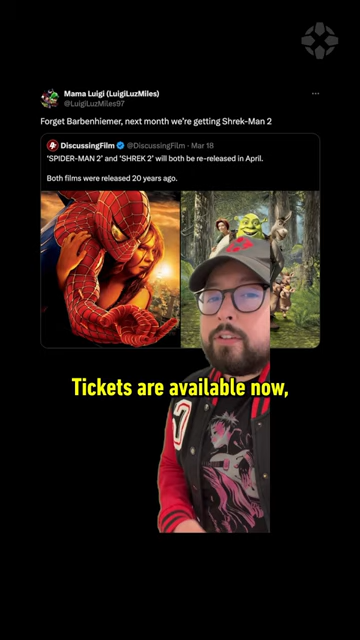 Mama Luigi (LuigiLuzMiles)
@LuigiLuzMiles97
Forget Barbenhiemer, next month we're getting Shrek-Man 2
DiscussingFilm @DiscussingFilm · Mar 18
'SPIDER-MAN 2' and 'SHREK 2' will both be re-released in April.
Both films were released 20 years ago.
Tickets are available now,